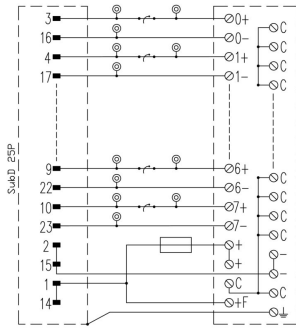 3 0+ C
16 0- C
4 1+ C
17 1- C
SubD 25P
9 6+ C
22 6- C
10 7+ C
23 7- C
2 + -
15 + -
1 C C
14 +F